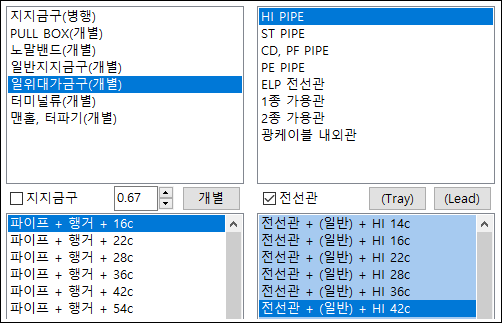 지지금구(병행)
PULL BOX(개별)
노말밴드(개별)
일반지지금구(개별)
일위대가금구(개별)
터미널류(개별)
맨홀, 터파기(개별)
HI PIPE
ST PIPE
CD, PF PIPE
PE PIPE
ELP 전선관
1종 가용관
2종 가용관
광케이블 내외관
지지금구 0.67 개별
전선관 (Tray) (Lead)
파이프 + 행거 + 16c
파이프 + 행거 + 22c
파이프 + 행거 + 28c
파이프 + 행거 + 36c
파이프 + 행거 + 42c
파이프 + 행거 + 54c
전선관 + (일반) + HI 14c
전선관 + (일반) + HI 16c
전선관 + (일반) + HI 22c
전선관 + (일반) + HI 28c
전선관 + (일반) + HI 36c
전선관 + (일반) + HI 42c